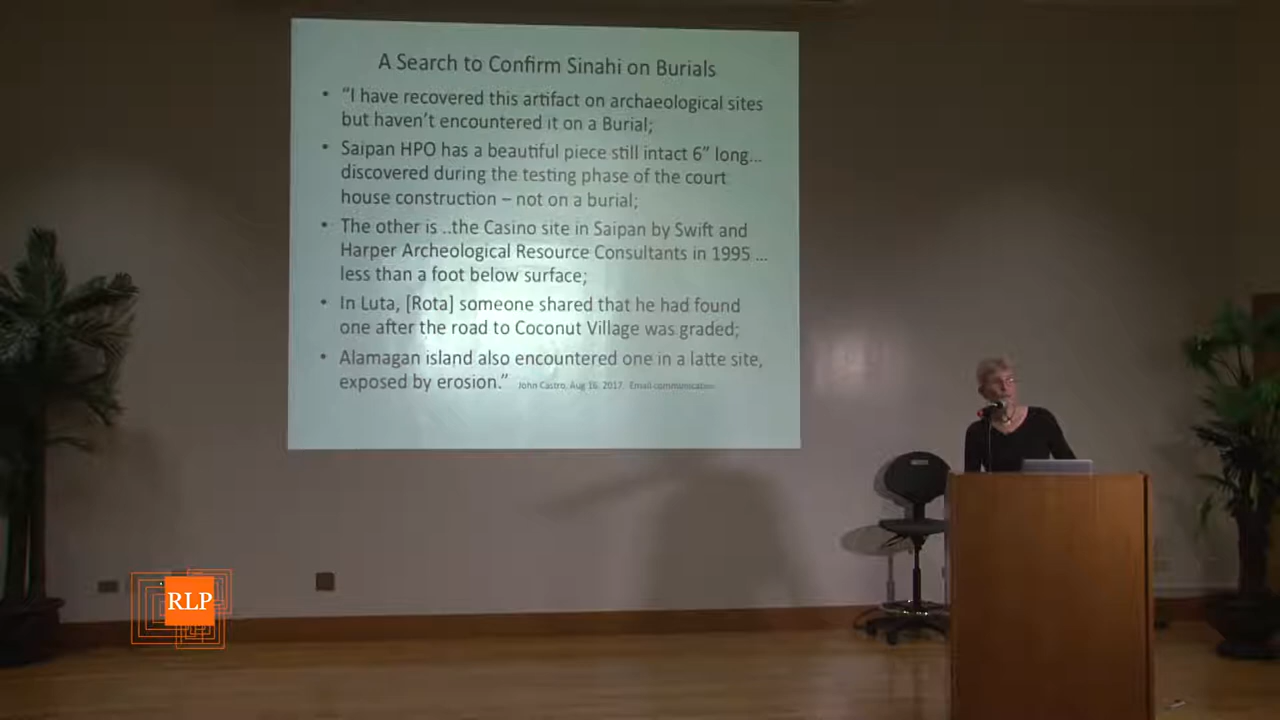 A Search to Confirm Sinahi on Burials
• “I have recovered this artifact on archaeological sites
but haven’t encountered it on a Burial;
• Saipan HPO has a beautiful piece still intact 6” long...
discovered during the testing phase of the court
house construction – not on a burial;
• The other is ..the Casino site in Saipan by Swift and
Harper Archeological Resource Consultants in 1995 ...
less than a foot below surface;
• In Luta, [Rota] someone shared that he had found
one after the road to Coconut Village was graded;
• Alamagan island also encountered one in a latte site,
exposed by erosion.” John Castro, Aug 16, 2017. Email communication
RLP